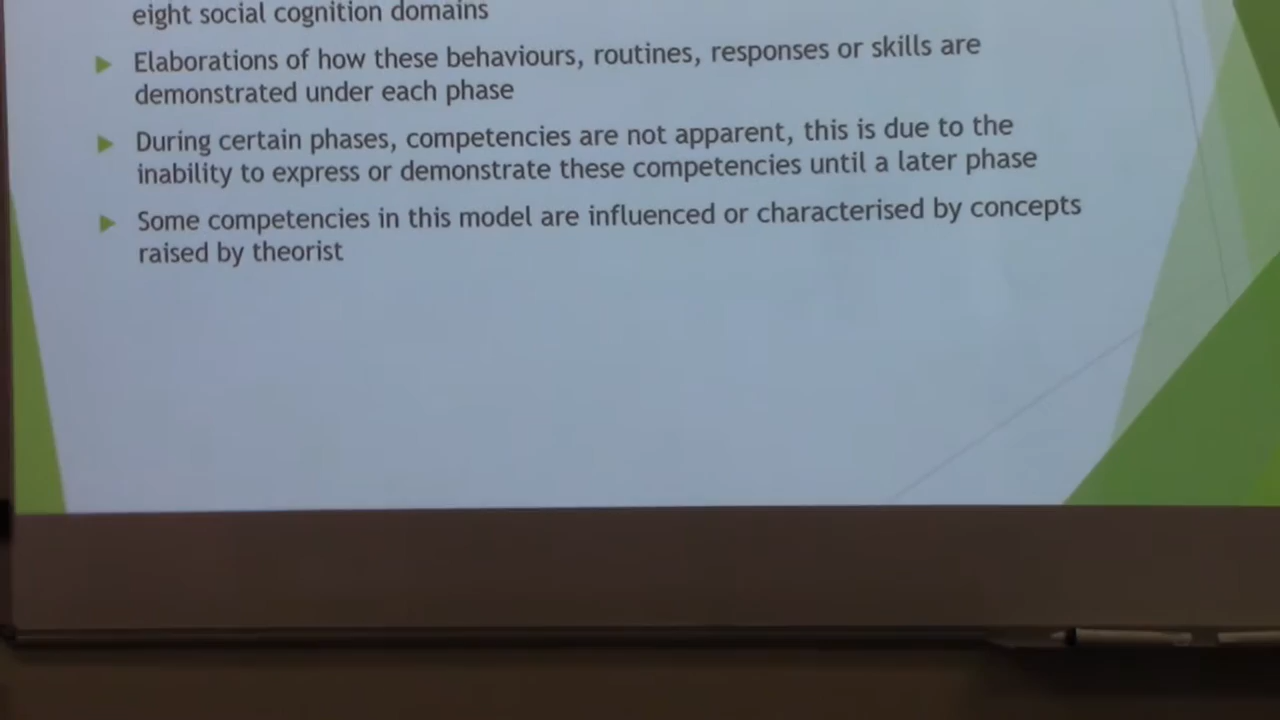 eight social cognition domains
Elaborations of how these behaviours, routines, responses or skills are
demonstrated under each phase
During certain phases, competencies are not apparent, this is due to the
inability to express or demonstrate these competencies until a later phase
Some competencies in this model are influenced or characterised by concepts
raised by theorist